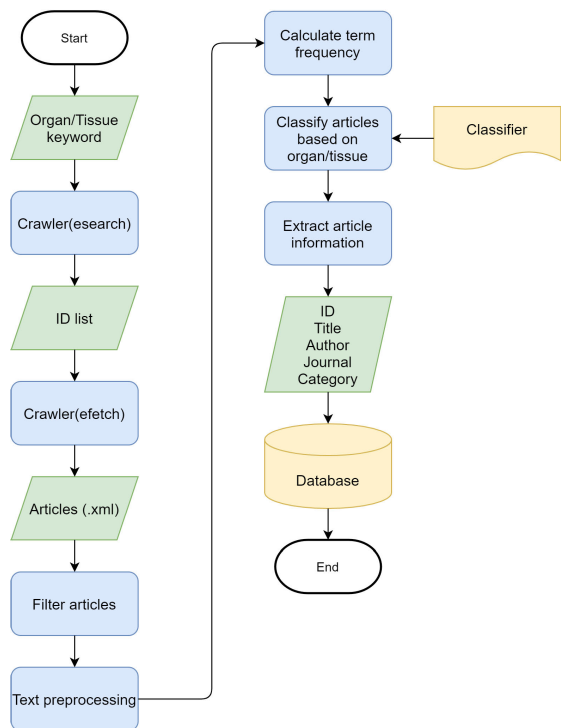 Start
Organ/Tissue
keyword
Crawler(esearch)
ID list
Crawler(efetch)
Articles (.xml)
Filter articles
Text preprocessing
Calculate term
frequency
Classify articles
based on
organ/tissue
Classifier
Extract article
information
ID
Title
Author
Journal
Category
Database
End